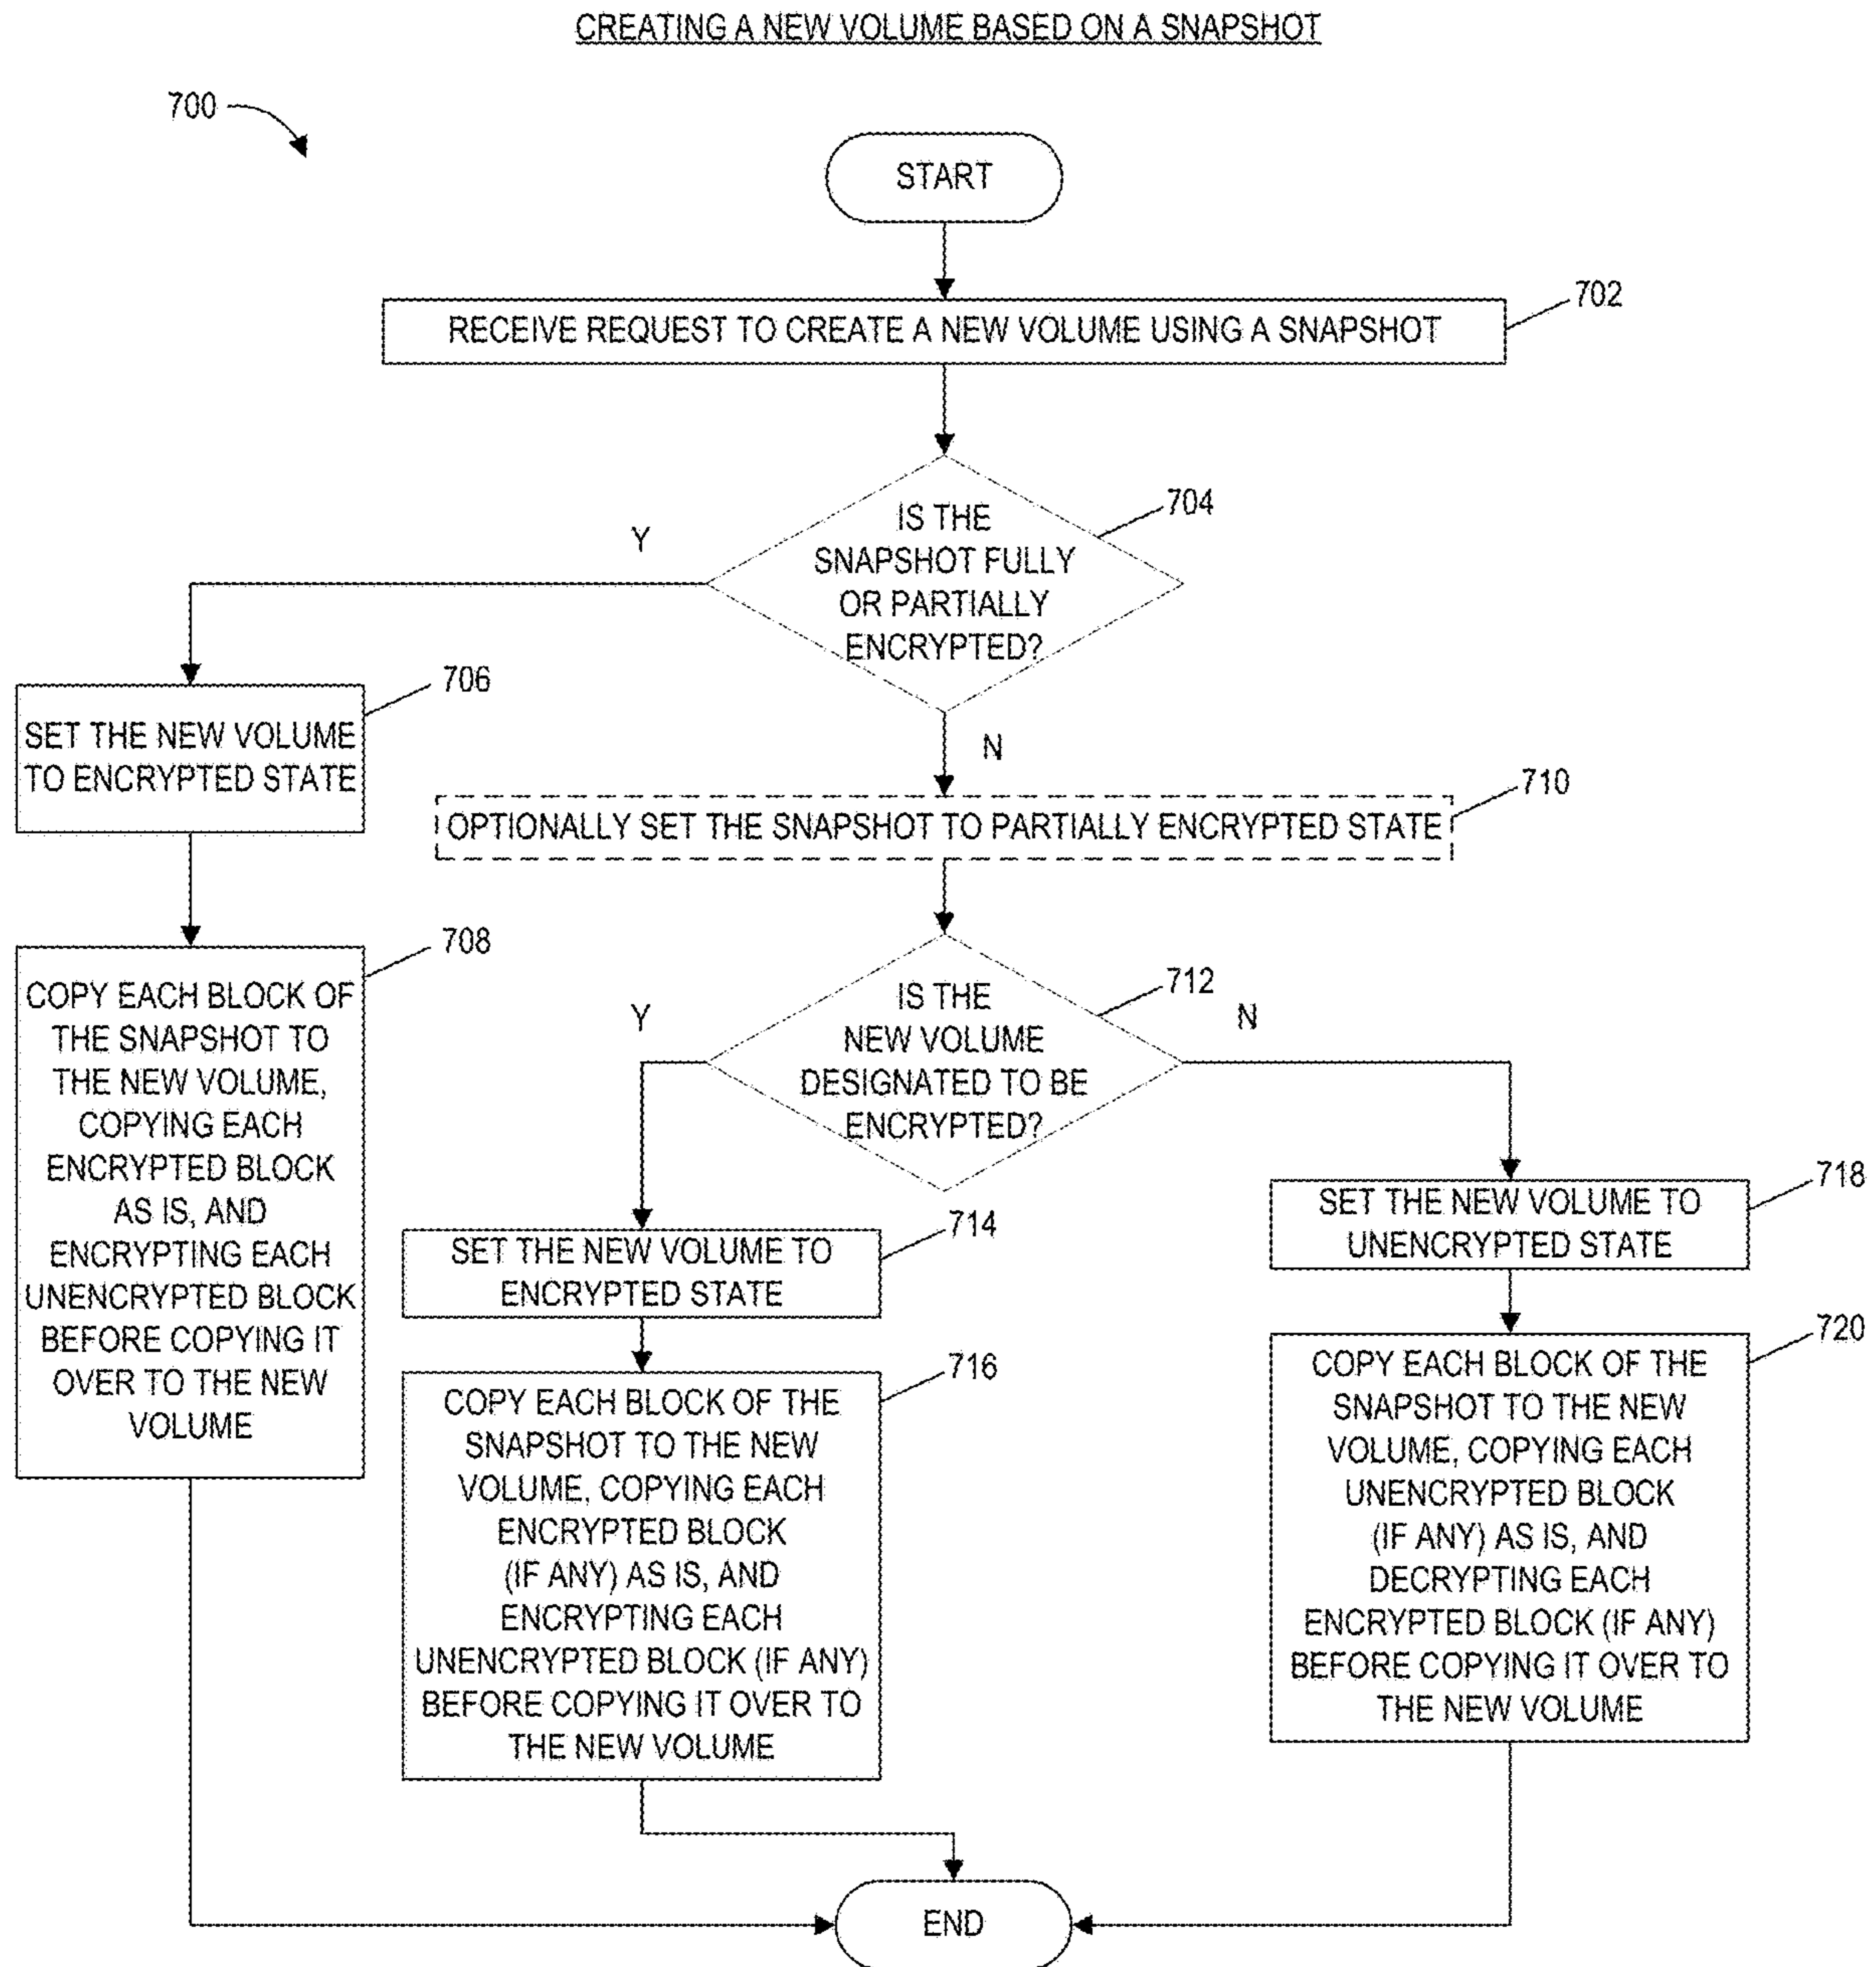 CREATING A NEW VOLUME BASED ON A SNAPSHOT
700
START
702
RECEIVE REQUEST TO CREATE A NEW VOLUME USING A SNAPSHOT
704
IS THE
SNAPSHOT FULLY
OR PARTIALLY
ENCRYPTED?
Y
N
706
SET THE NEW VOLUME
TO ENCRYPTED STATE
710
OPTIONALLY SET THE SNAPSHOT TO PARTIALLY ENCRYPTED STATE
708
COPY EACH BLOCK OF
THE SNAPSHOT TO
THE NEW VOLUME,
COPYING EACH
ENCRYPTED BLOCK
AS IS, AND
ENCRYPTING EACH
UNENCRYPTED BLOCK
BEFORE COPYING IT
OVER TO THE NEW
VOLUME
712
IS THE
NEW VOLUME
DESIGNATED TO BE
ENCRYPTED?
Y
N
714
SET THE NEW VOLUME TO
ENCRYPTED STATE
716
COPY EACH BLOCK OF THE
SNAPSHOT TO THE NEW
VOLUME, COPYING EACH
ENCRYPTED BLOCK
(IF ANY) AS IS, AND
ENCRYPTING EACH
UNENCRYPTED BLOCK (IF ANY)
BEFORE COPYING IT OVER TO
THE NEW VOLUME
718
SET THE NEW VOLUME TO
UNENCRYPTED STATE
720
COPY EACH BLOCK OF THE
SNAPSHOT TO THE NEW
VOLUME, COPYING EACH
UNENCRYPTED BLOCK
(IF ANY) AS IS, AND
DECRYPTING EACH
ENCRYPTED BLOCK (IF ANY)
BEFORE COPYING IT OVER TO
THE NEW VOLUME
END